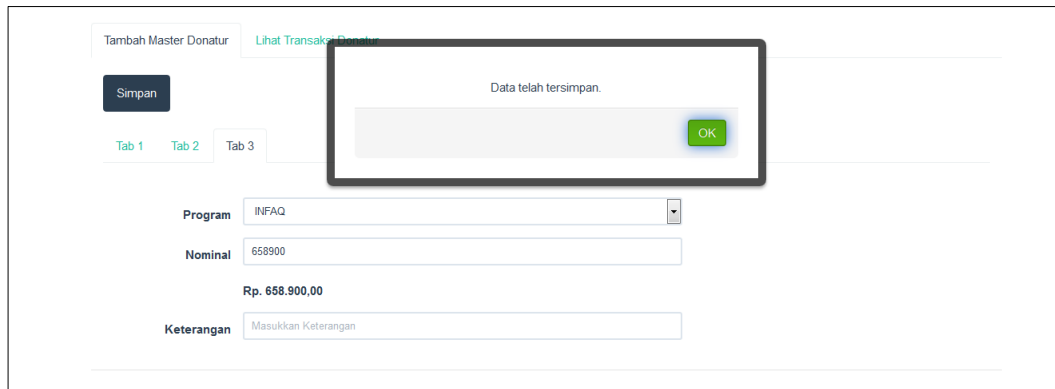 Tambah Master Donatur
Lihat Transaksi Donatur
Data telah tersimpan.
Simpan
OK
Tab 1
Tab 2
Tab 3
Program
INFAQ
Nominal
658900
Rp. 658.900,00
Keterangan
Masukkan Keterangan